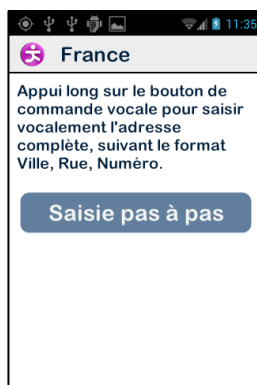 11:35
France
Appui long sur le bouton de
commande vocale pour saisir
vocalement l'adresse
complète, suivant le format
Ville, Rue, Numéro.
Saisie pas à pas